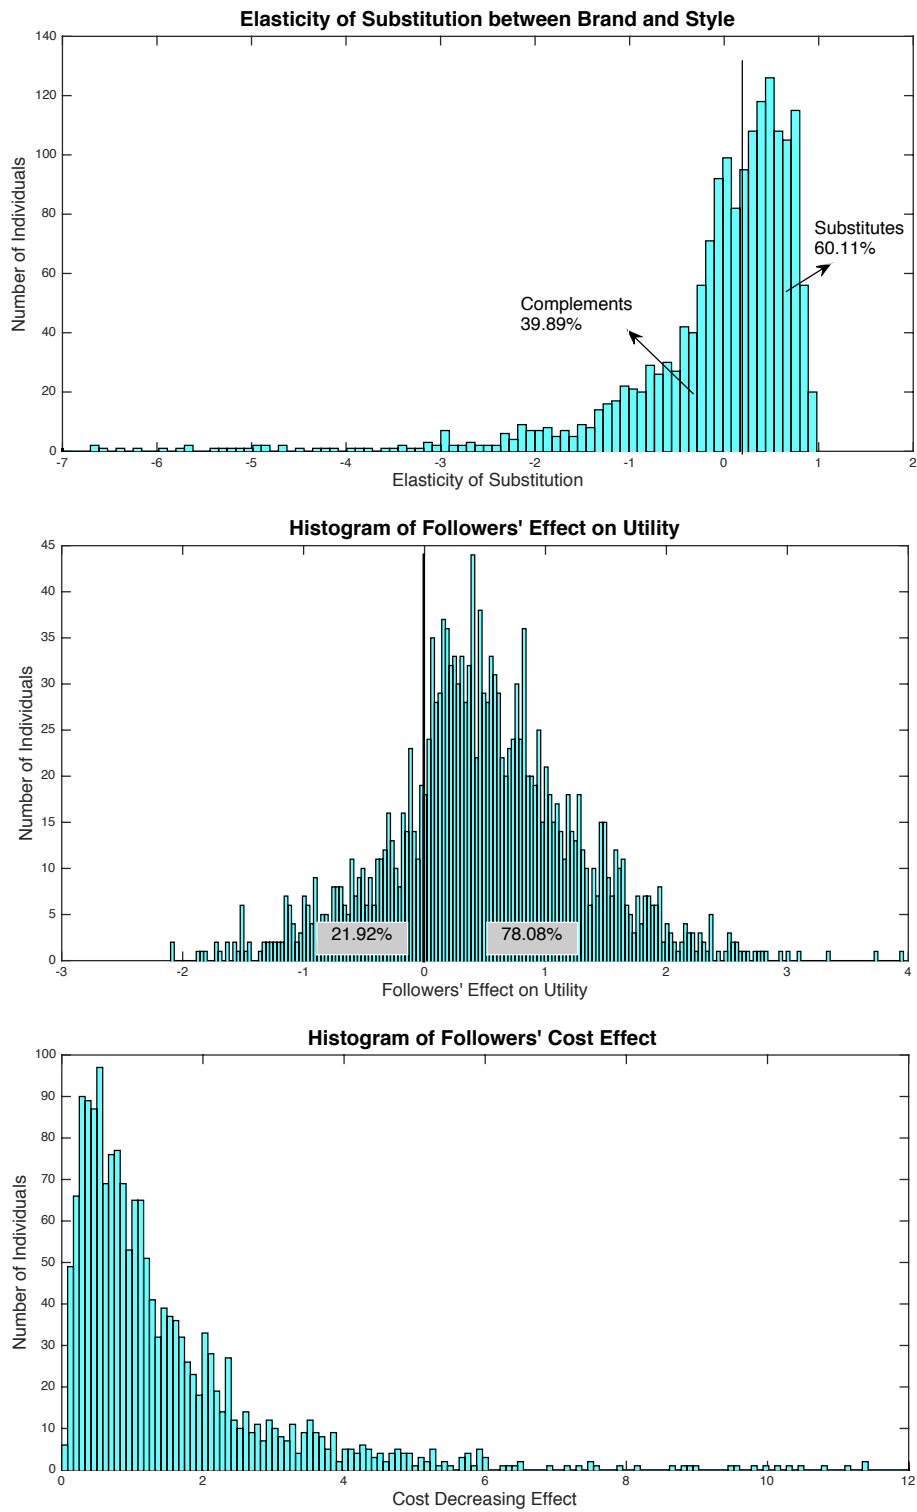 Elasticity of Substitution between Brand and Style
140
120
100
80
60
40
20
0
Number of Individuals
Substitutes
60.11%
Complements
39.89%
-7 -6 -5 -4 -3 -2 -1 0 1 2
Elasticity of Substitution
Histogram of Followers' Effect on Utility
45
40
35
30
25
20
15
10
5
0
Number of Individuals
21.92% 78.08%
-3 -2 -1 0 1 2 3 4
Followers' Effect on Utility
Histogram of Followers' Cost Effect
100
90
80
70
60
50
40
30
20
10
0
Number of Individuals
0 2 4 6 8 10 12
Cost Decreasing Effect